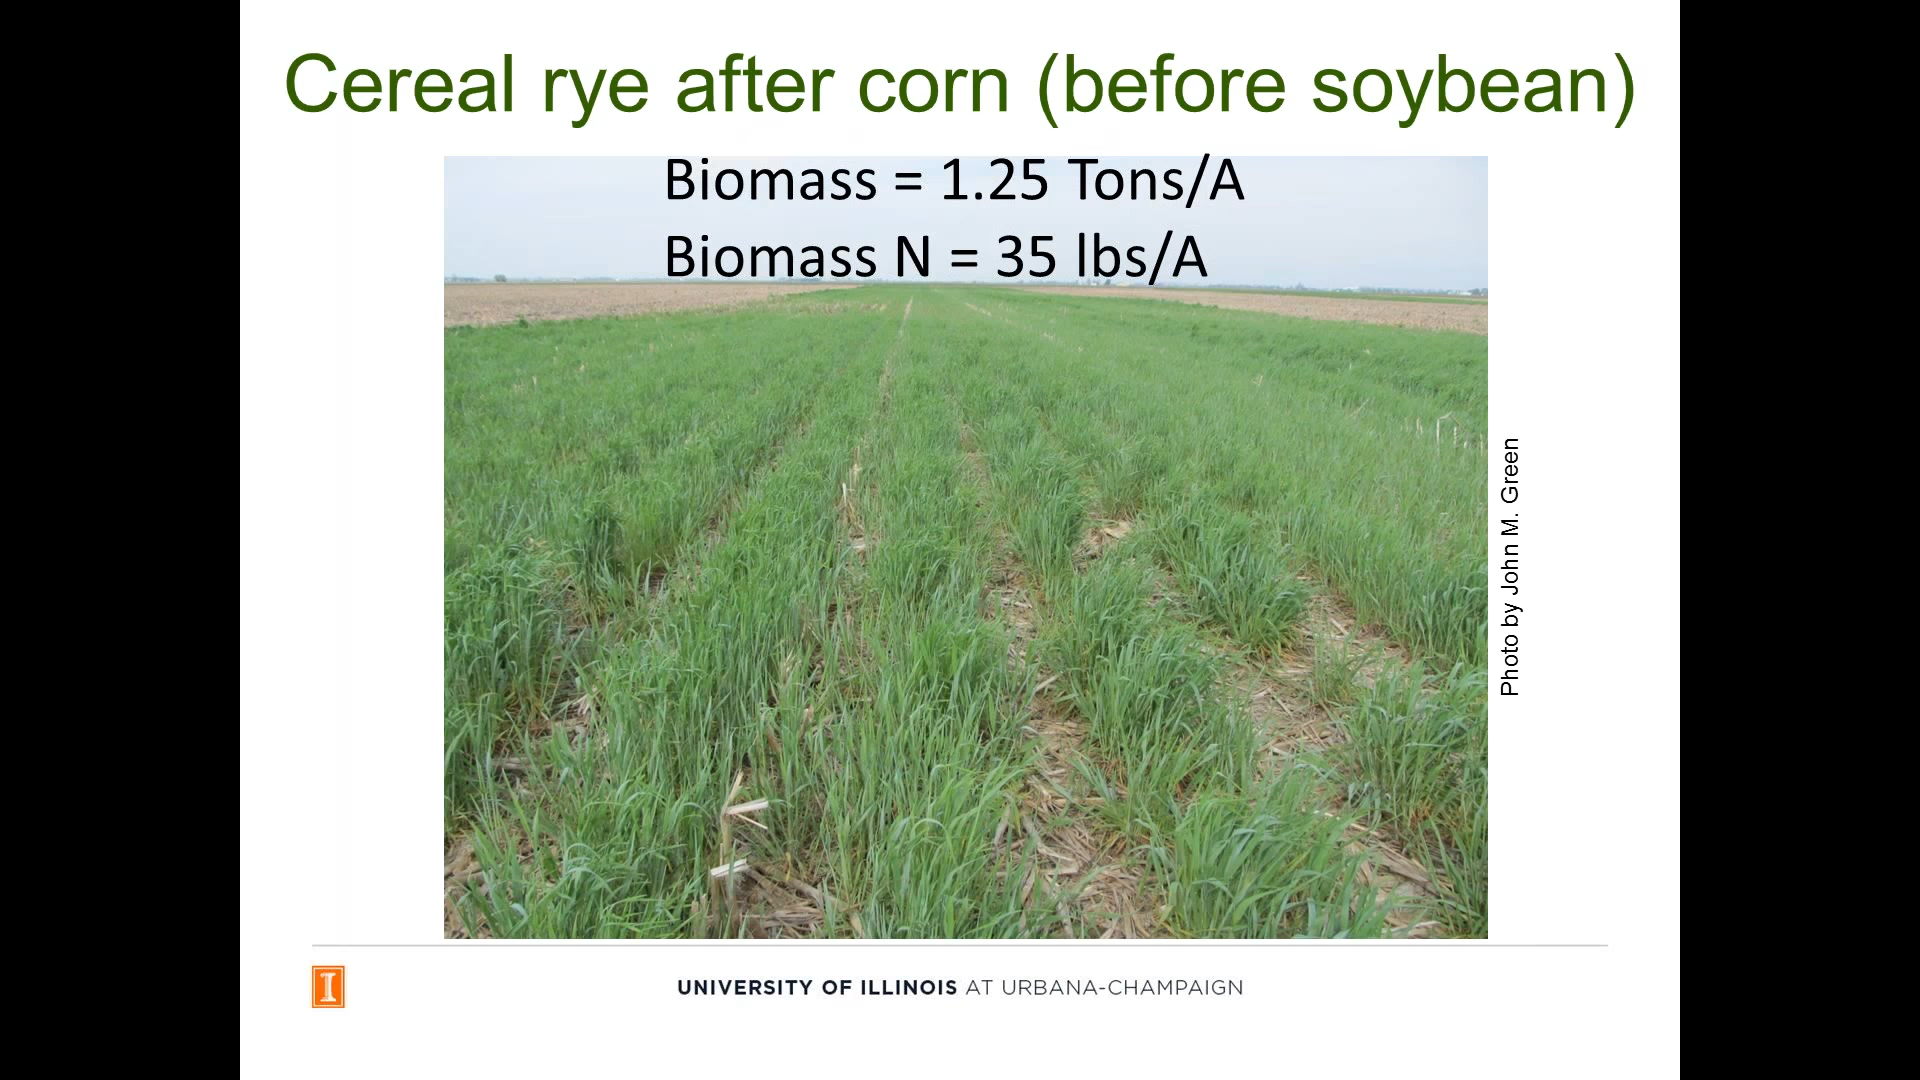 Cereal rye after corn (before soybean)
Biomass = 1.25 Tons/A
Biomass N = 35 lbs/A
Photo by John M. Green
I
UNIVERSITY OF ILLINOIS AT URBANA-CHAMPAIGN